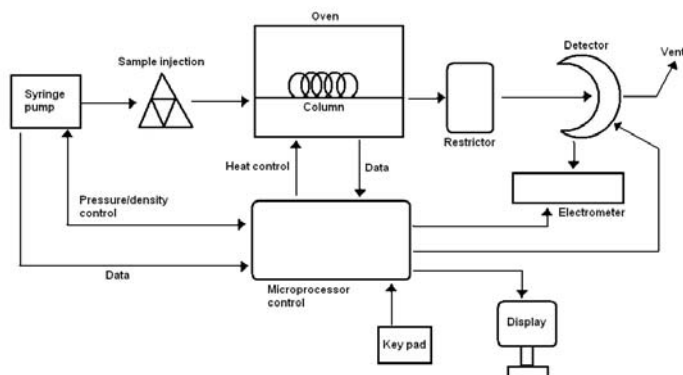 Oven
Detector
Vent
Sample injection
Syringe
pump
Column
Restrictor
Heat control
Data
Pressure/density
control
Electrometer
Data
Microprocessor
control
Display
Key pad